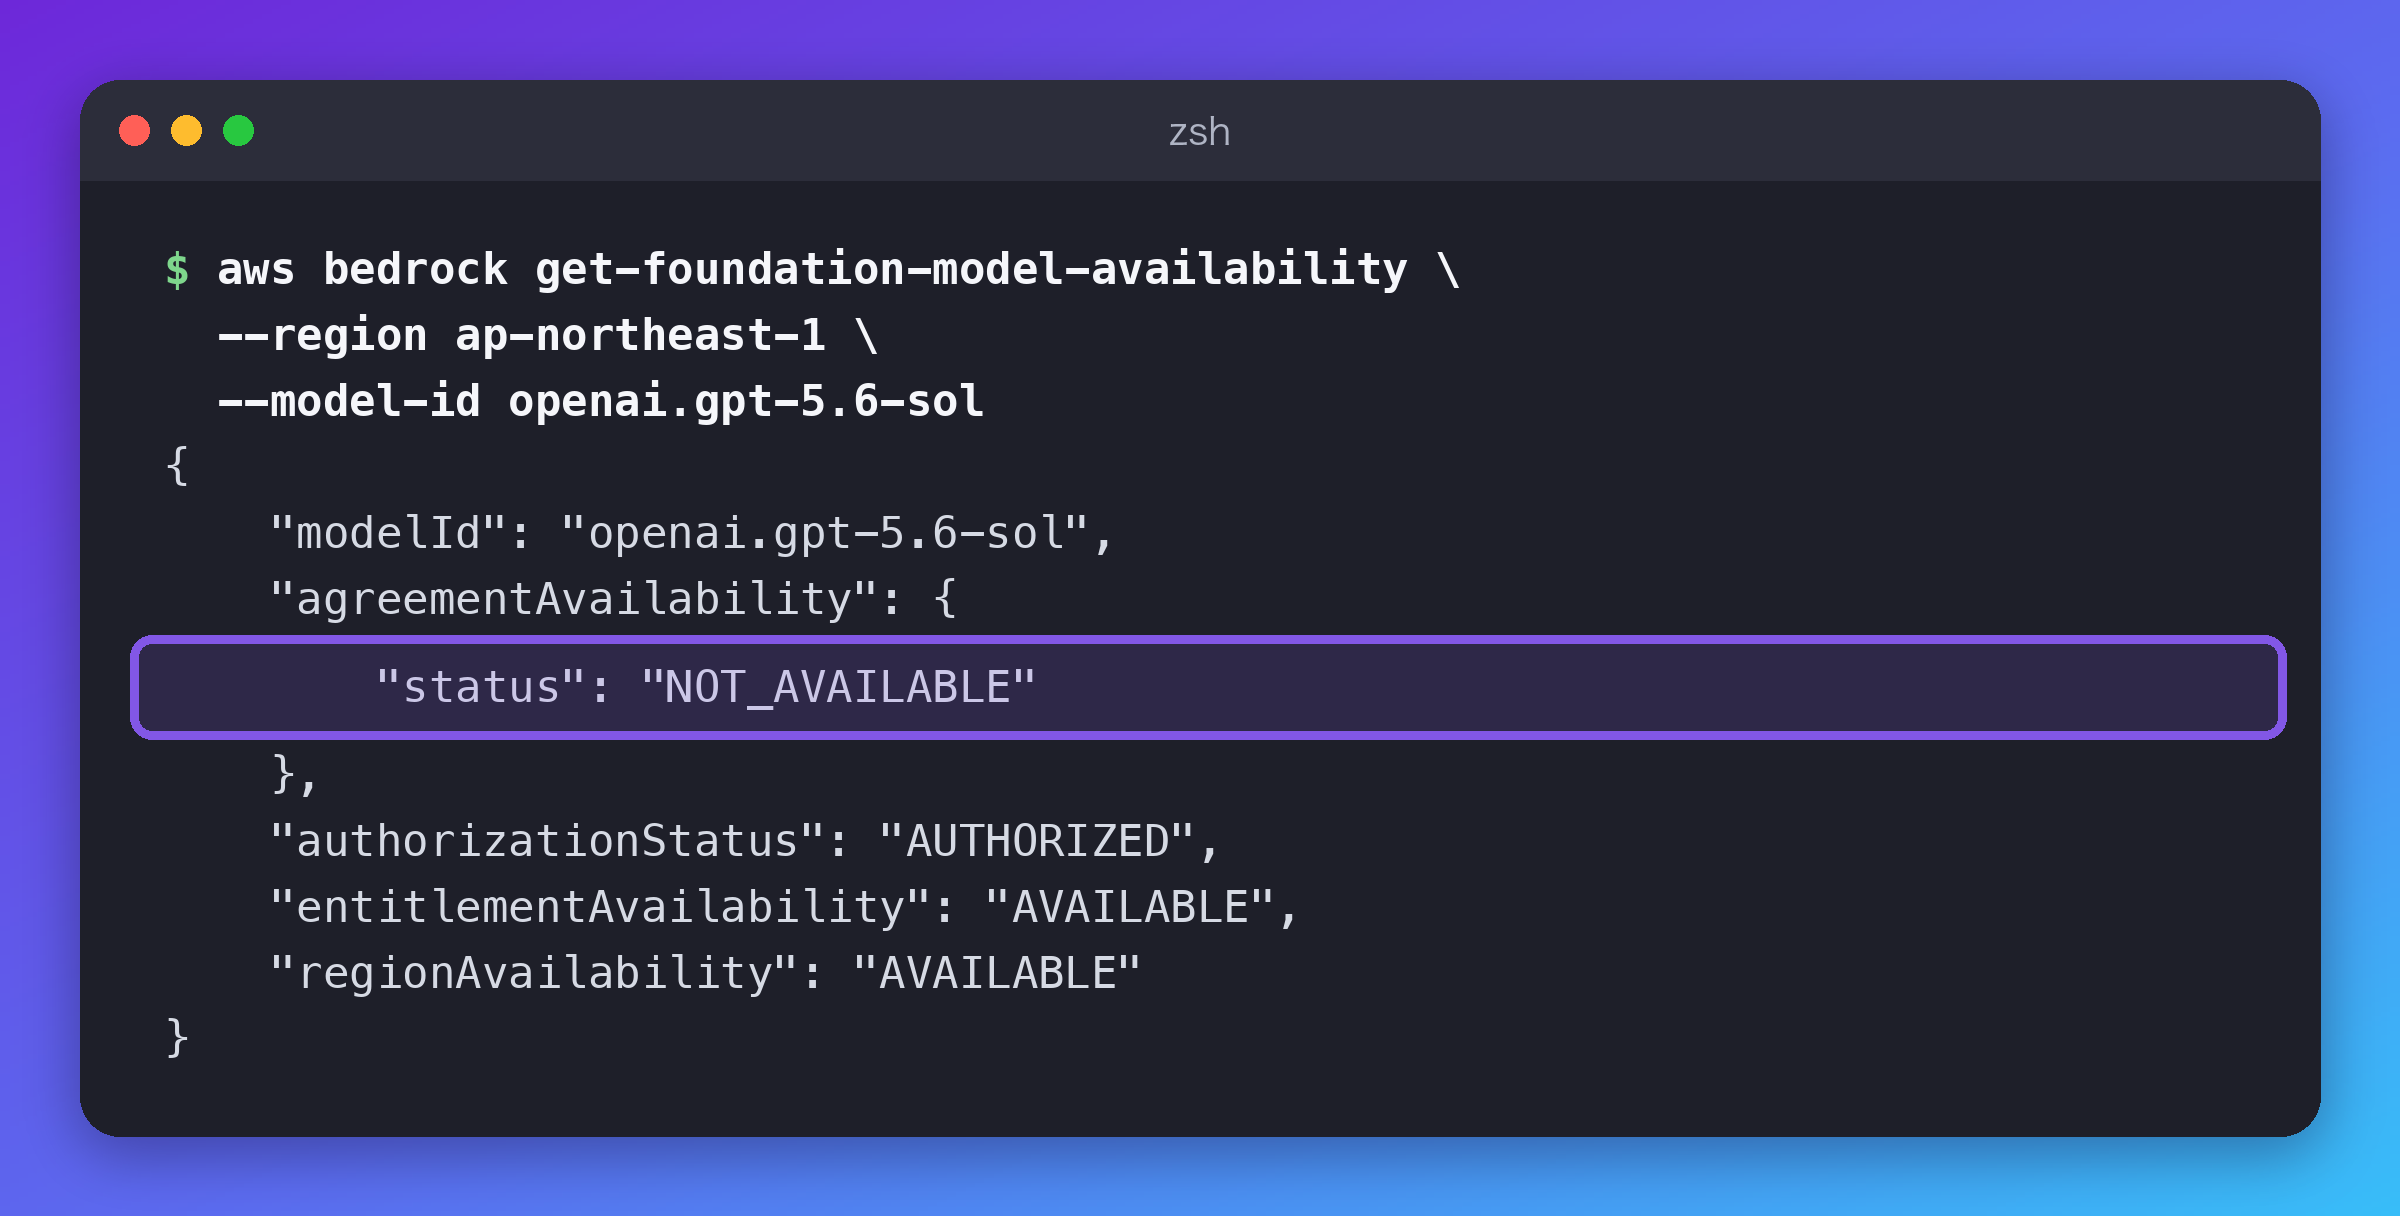 zsh
$ aws bedrock get-foundation-model-availability \
  --region ap-northeast-1 \
  --model-id openai.gpt-5.6-sol
{
    "modelId": "openai.gpt-5.6-sol",
    "agreementAvailability": {
        "status": "NOT_AVAILABLE"
    },
    "authorizationStatus": "AUTHORIZED",
    "entitlementAvailability": "AVAILABLE",
    "regionAvailability": "AVAILABLE"
}